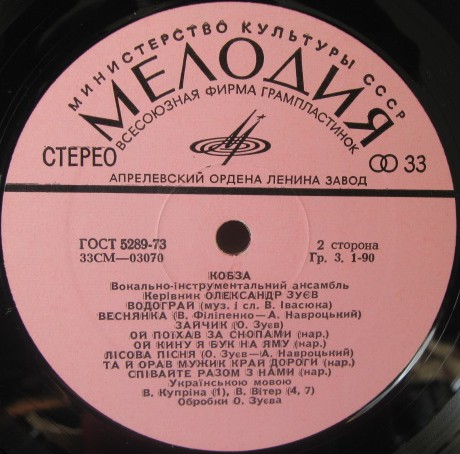 МИНИСТЕРСТВО КУЛЬТУРЫ СССР
МЕЛОДИЯ
ВСЕСОЮЗНАЯ ФИРМА ГРАМПЛАСТИНОК
СТЕРЕО
33
АПРЕЛЕВСКИЙ ОРДЕНА ЛЕНИНА ЗАВОД
ГОСТ 5289-73
33СМ—03070
2 сторона
Гр. 3, 1-90
КОБЗА
Вокально-інструментальний ансамбль
Керівник ОЛЕКСАНДР ЗУЄВ
ВОДОГРАЙ (муз. і сл. В. Івасюка)
ВЕСНЯНКА (В. Філіпенко—А. Навроцький)
ЗАЙЧИК (О. Зуєв)
ОЙ ПОЇХАВ ЗА СНОПАМИ (нар.)
ОЙ КИНУ Я БУК НА ЯМУ (нар.)
ЛІСОВА ПІСНЯ (О. Зуєв—А. Навроцький)
ТА Й ОРАВ МУЖИК КРАЙ ДОРОГИ (нар.)
СПІВАЙТЕ РАЗОМ З НАМИ (нар.)
Українською мовою
В. Купріна (1), В. Вітер (4, 7)
Обробки О. Зуєва